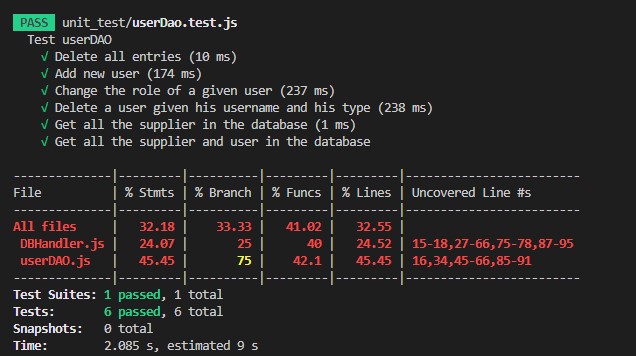 PASS unit_test/userDao.test.js
Test userDAO
√ Delete all entries (10 ms)
√ Add new user (174 ms)
√ Change the role of a given user (237 ms)
√ Delete a user given his username and his type (238 ms)
√ Get all the supplier in the database (1 ms)
√ Get all the supplier and user in the database
--------------|---------|----------|---------|---------|-------------------------
File | % Stmts | % Branch | % Funcs | % Lines | Uncovered Line #s
--------------|---------|----------|---------|---------|-------------------------
All files | 32.18 | 33.33 | 41.02 | 32.55 |
DBHandler.js | 24.07 | 25 | 40 | 24.52 | 15-18,27-66,75-78,87-95
userDAO.js | 45.45 | 75 | 42.1 | 45.45 | 16,34,45-66,85-91
--------------|---------|----------|---------|---------|-------------------------
Test Suites: 1 passed, 1 total
Tests: 6 passed, 6 total
Snapshots: 0 total
Time: 2.085 s, estimated 9 s